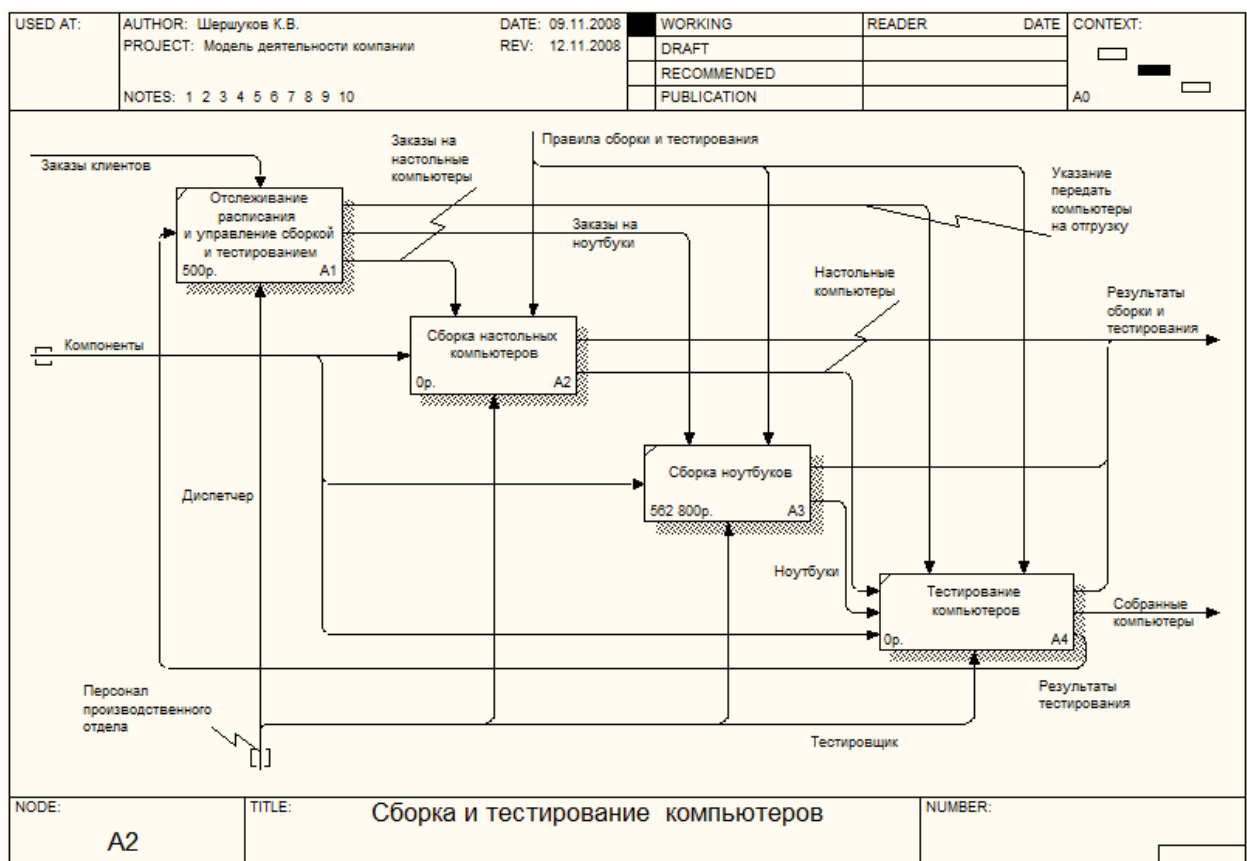 USED AT:
AUTHOR: Шершуков К.В.
DATE: 09.11.2008
PROJECT: Модель деятельности компании
REV: 12.11.2008
NOTES: 1 2 3 4 5 6 7 8 9 10
WORKING
DRAFT
RECOMMENDED
PUBLICATION
READER
DATE
CONTEXT:
A0
Заказы клиентов
Заказы на
настольные
компьютеры
Правила сборки и тестирования
Указание
передать
компьютеры
на отгрузку
Отслеживание
расписания
и управление сборкой
и тестированием
500р.
A1
Заказы на
ноутбуки
Настольные
компьютеры
Результаты
сборки и
тестирования
Компоненты
Сборка настольных
компьютеров
0р.
A2
Сборка ноутбуков
562 800р.
A3
Диспетчер
Ноутбуки
Тестирование
компьютеров
0р.
A4
Собранные
компьютеры
Персонал
производственного
отдела
Результаты
тестирования
Тестировщик
NODE:
A2
TITLE:
Сборка и тестирование компьютеров
NUMBER: